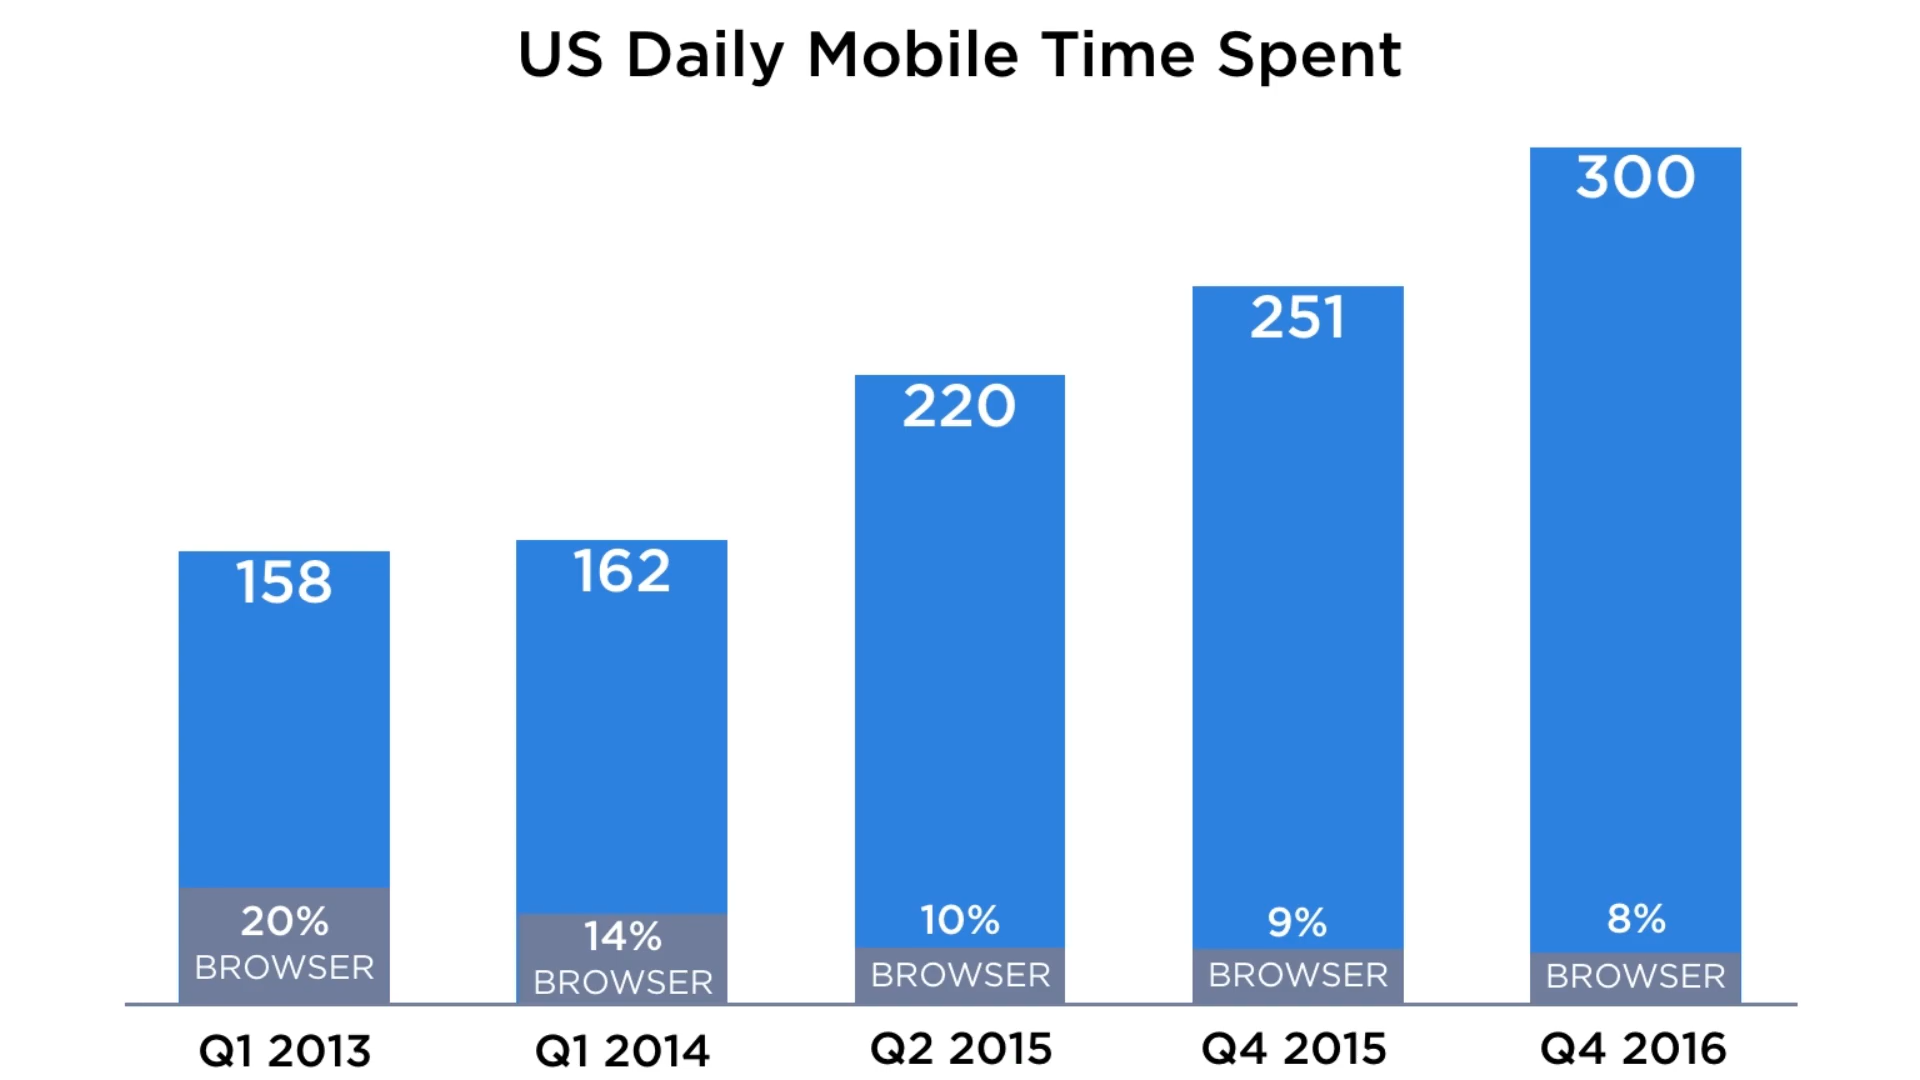 US Daily Mobile Time Spent
158
162
220
251
300
20%
BROWSER
14%
BROWSER
10%
BROWSER
9%
BROWSER
8%
BROWSER
Q1 2013
Q1 2014
Q2 2015
Q4 2015
Q4 2016